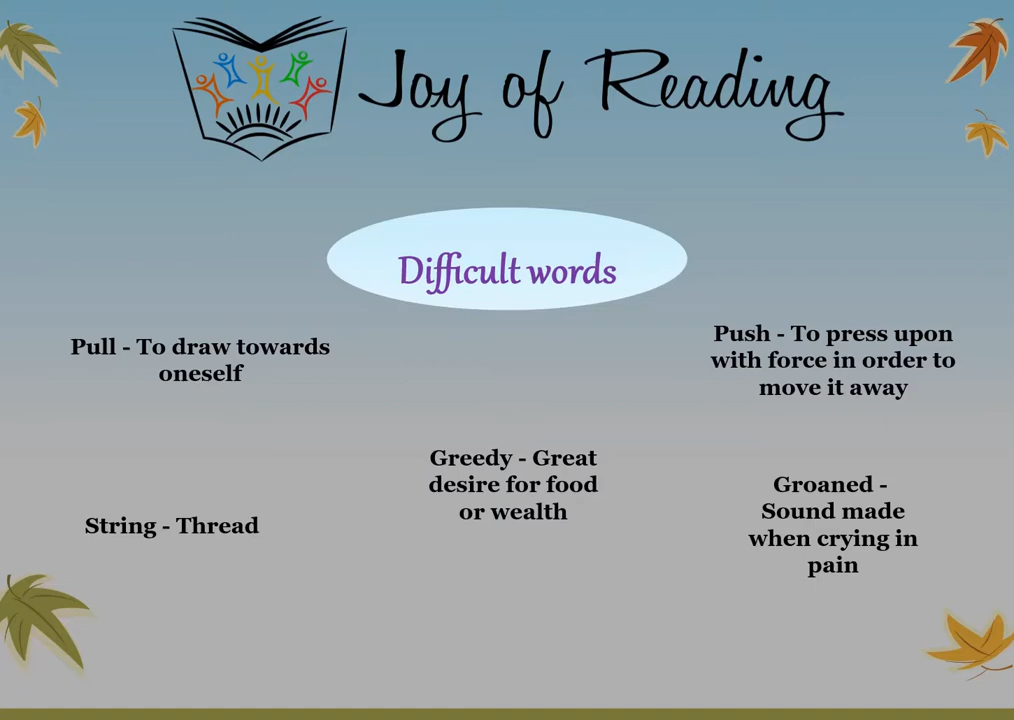 Joy of Reading
Difficult words
Pull - To draw towards
oneself
Push - To press upon
with force in order to
move it away
Greedy - Great
desire for food
or wealth
String - Thread
Groaned -
Sound made
when crying in
pain